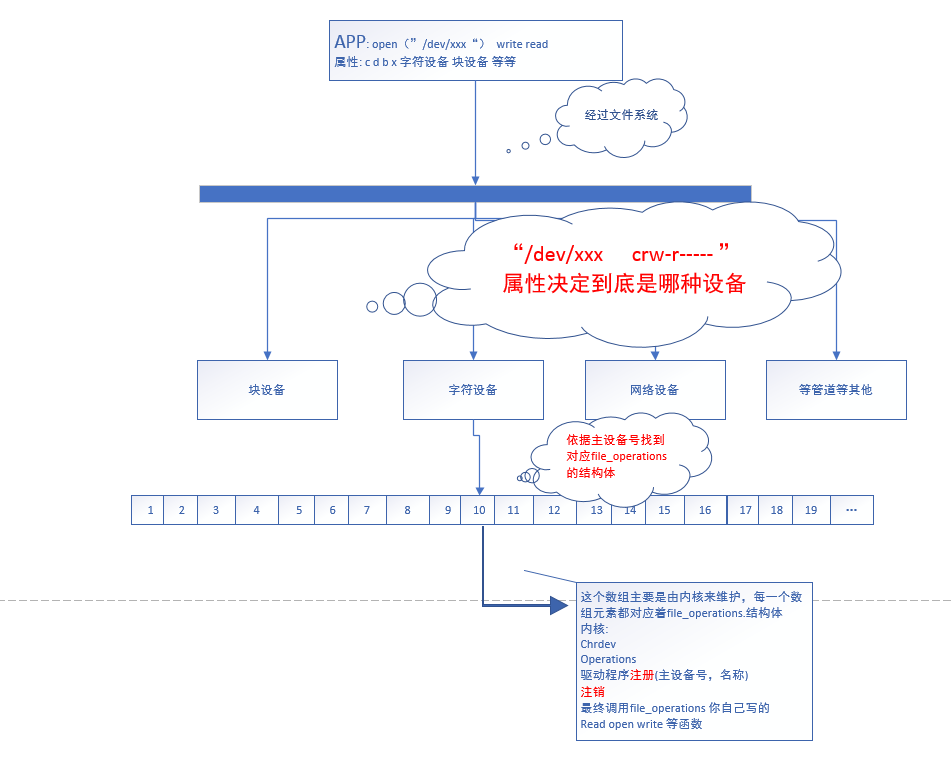 APP: open（”/dev/xxx“） write read
属性: c d b x 字符设备 块设备 等等
经过文件系统
“/dev/xxx crw-r----- ”
属性决定到底是哪种设备
块设备
字符设备
网络设备
等管道等其他
依据主设备号找到
对应file_operations
的结构体
1 2 3 4 5 6 7 8 9 10 11 12 13 14 15 16 17 18 19 ...
这个数组主要是由内核来维护，每一个数
组元素都对应着file_operations.结构体
内核:
Chrdev
Operations
驱动程序注册(主设备号，名称)
注销
最终调用file_operations 你自己写的
Read open write 等函数